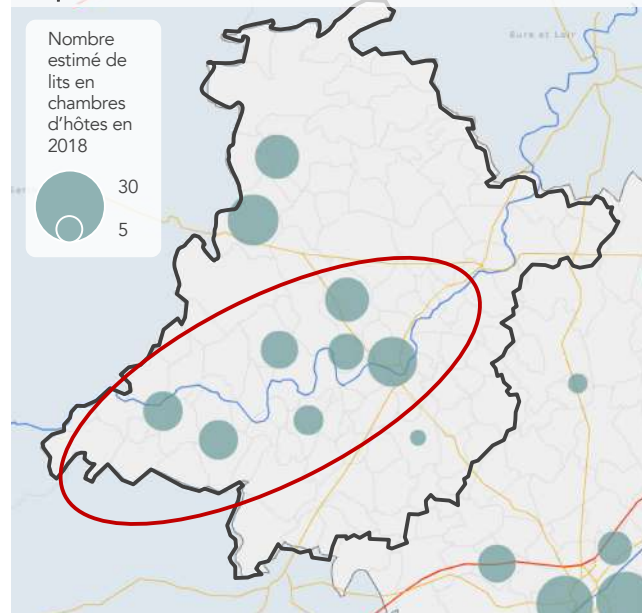 Nombre
estimé de
lits en
chambres
d'hôtes en
2018
30
5
Eure et Loir